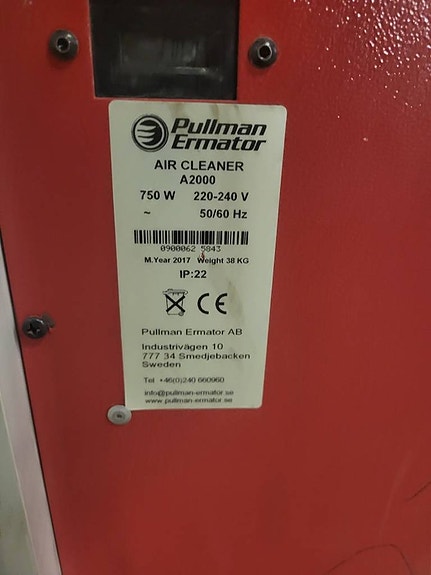 Pullman
Ermator
AIR CLEANER
A2000
750 W 220-240 V
~ 50/60 Hz
0900062 5843
M.Year 2017 Weight 38 KG
IP:22
CE
Pullman Ermator AB
Industrivägen 10
777 34 Smedjebacken
Sweden
Tel +46(0)240 660960
info@pullman-ermator.se
www.pullman-ermator.se